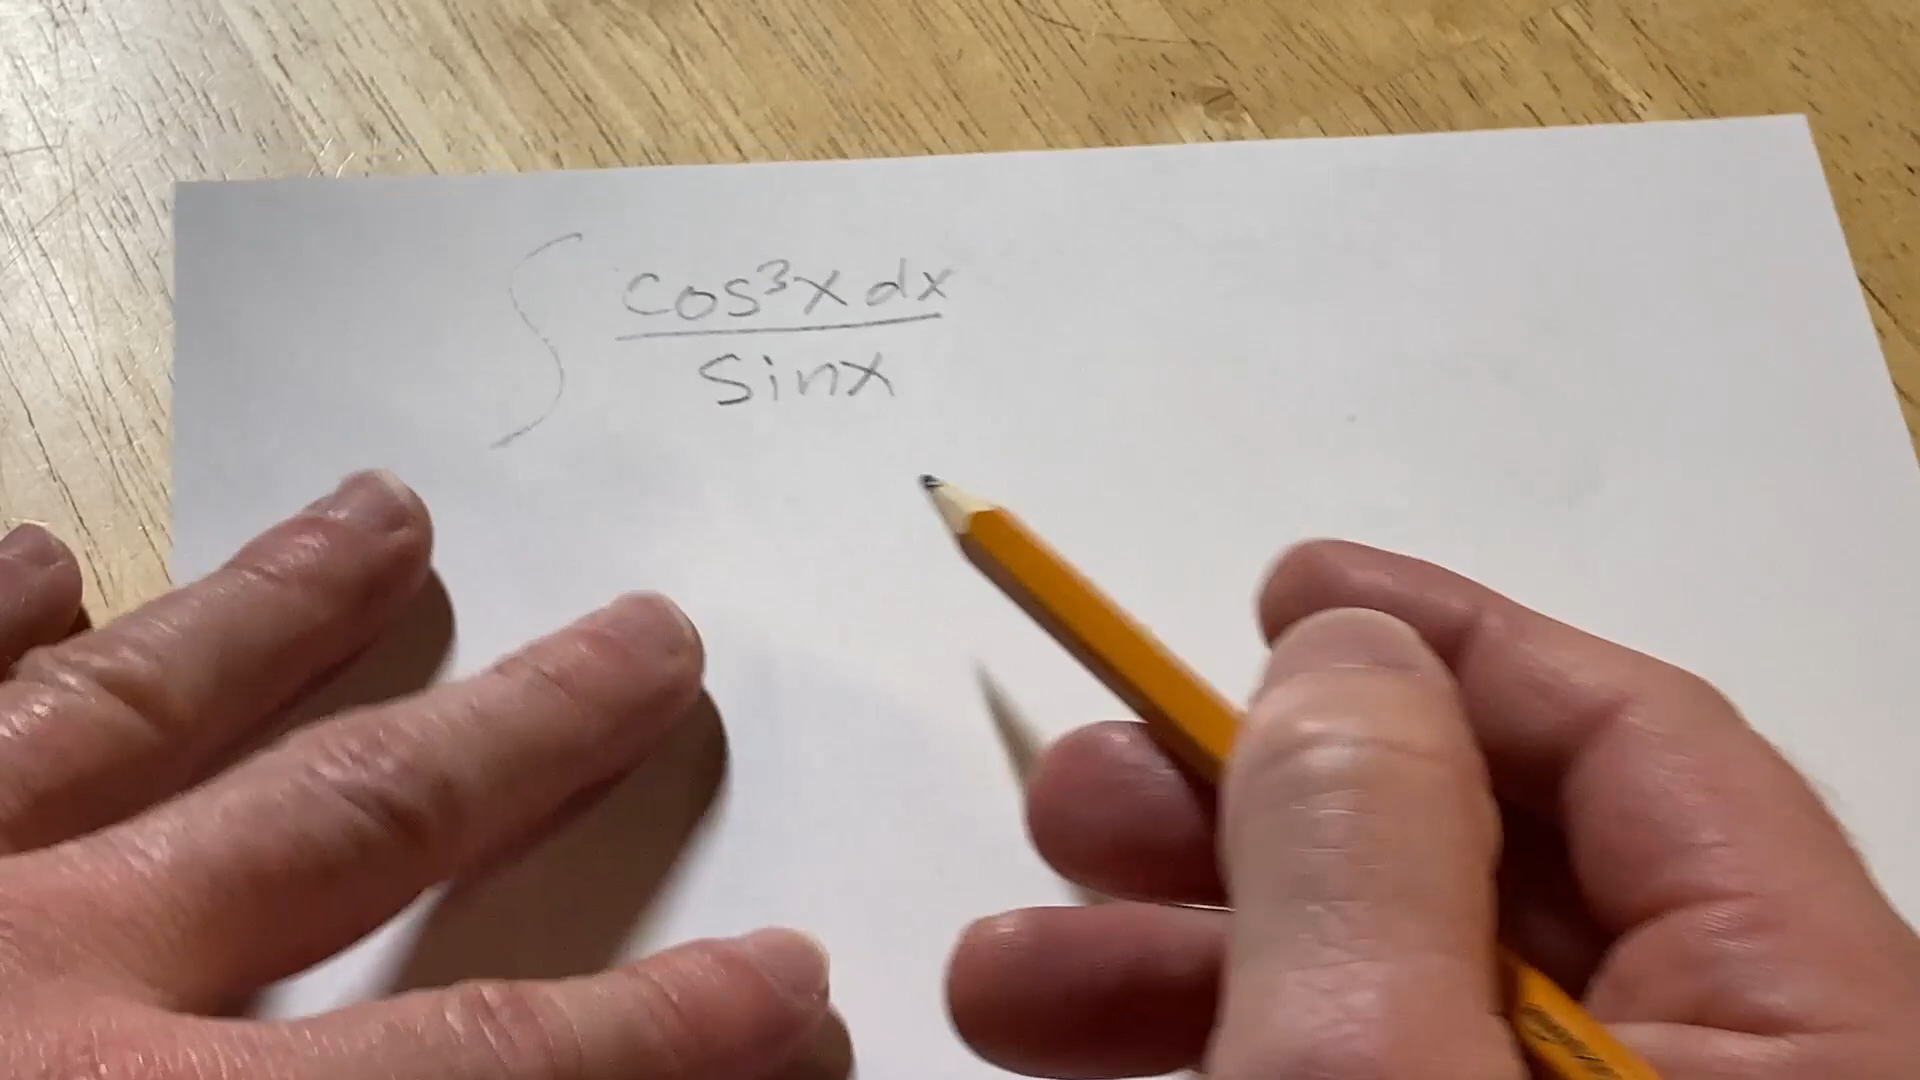 ∫ cos³x dx
sinx